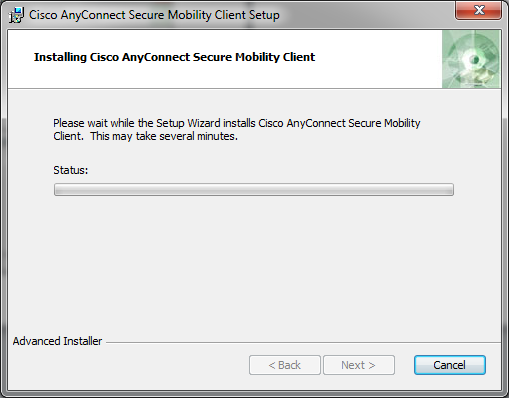 Cisco AnyConnect Secure Mobility Client Setup
Installing Cisco AnyConnect Secure Mobility Client
Please wait while the Setup Wizard installs Cisco AnyConnect Secure Mobility
Client. This may take several minutes.
Status:
Advanced Installer
< Back
Next >
Cancel